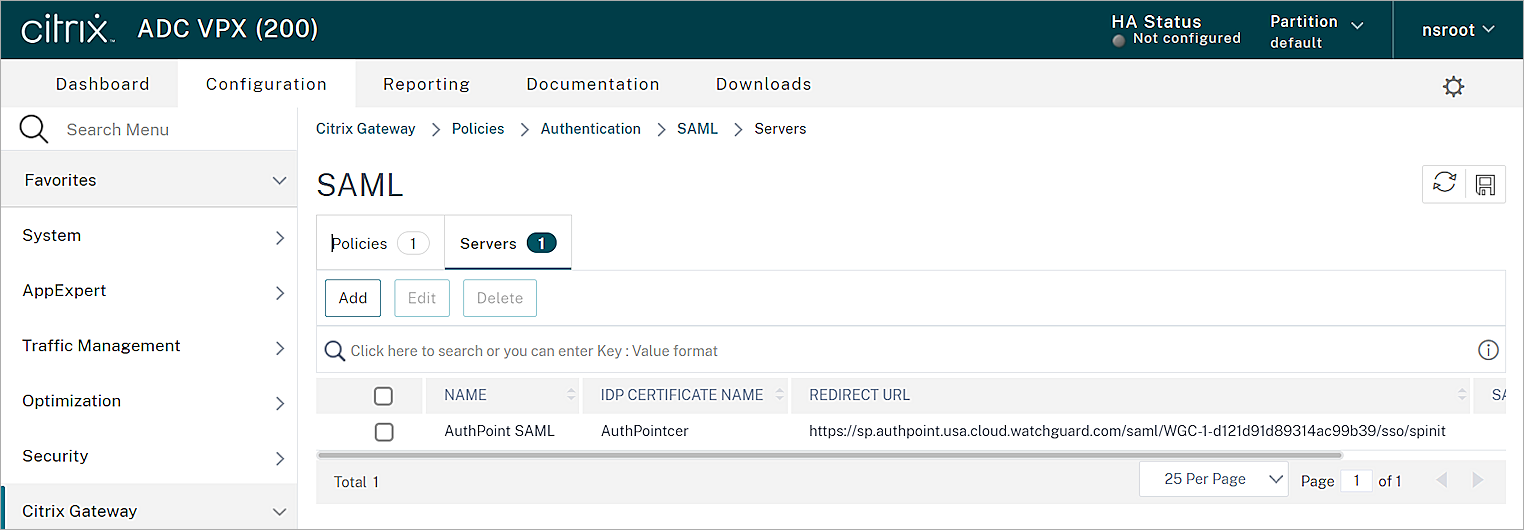 citrix™ ADC VPX (200)
HA Status
Not configured
Partition
default
nsroot
Dashboard Configuration Reporting Documentation Downloads
Search Menu
Favorites
System
AppExpert
Traffic Management
Optimization
Security
Citrix Gateway
Citrix Gateway Policies Authentication SAML Servers
SAML
Policies 1 Servers 1
Add Edit Delete
Click here to search or you can enter Key : Value format
NAME IDP CERTIFICATE NAME REDIRECT URL
AuthPoint SAML AuthPointcer https://sp.authpoint.usa.cloud.watchguard.com/saml/WGC-1-d121d91d89314ac99b39/sso/spinit
Total 1 25 Per Page Page 1 of 1